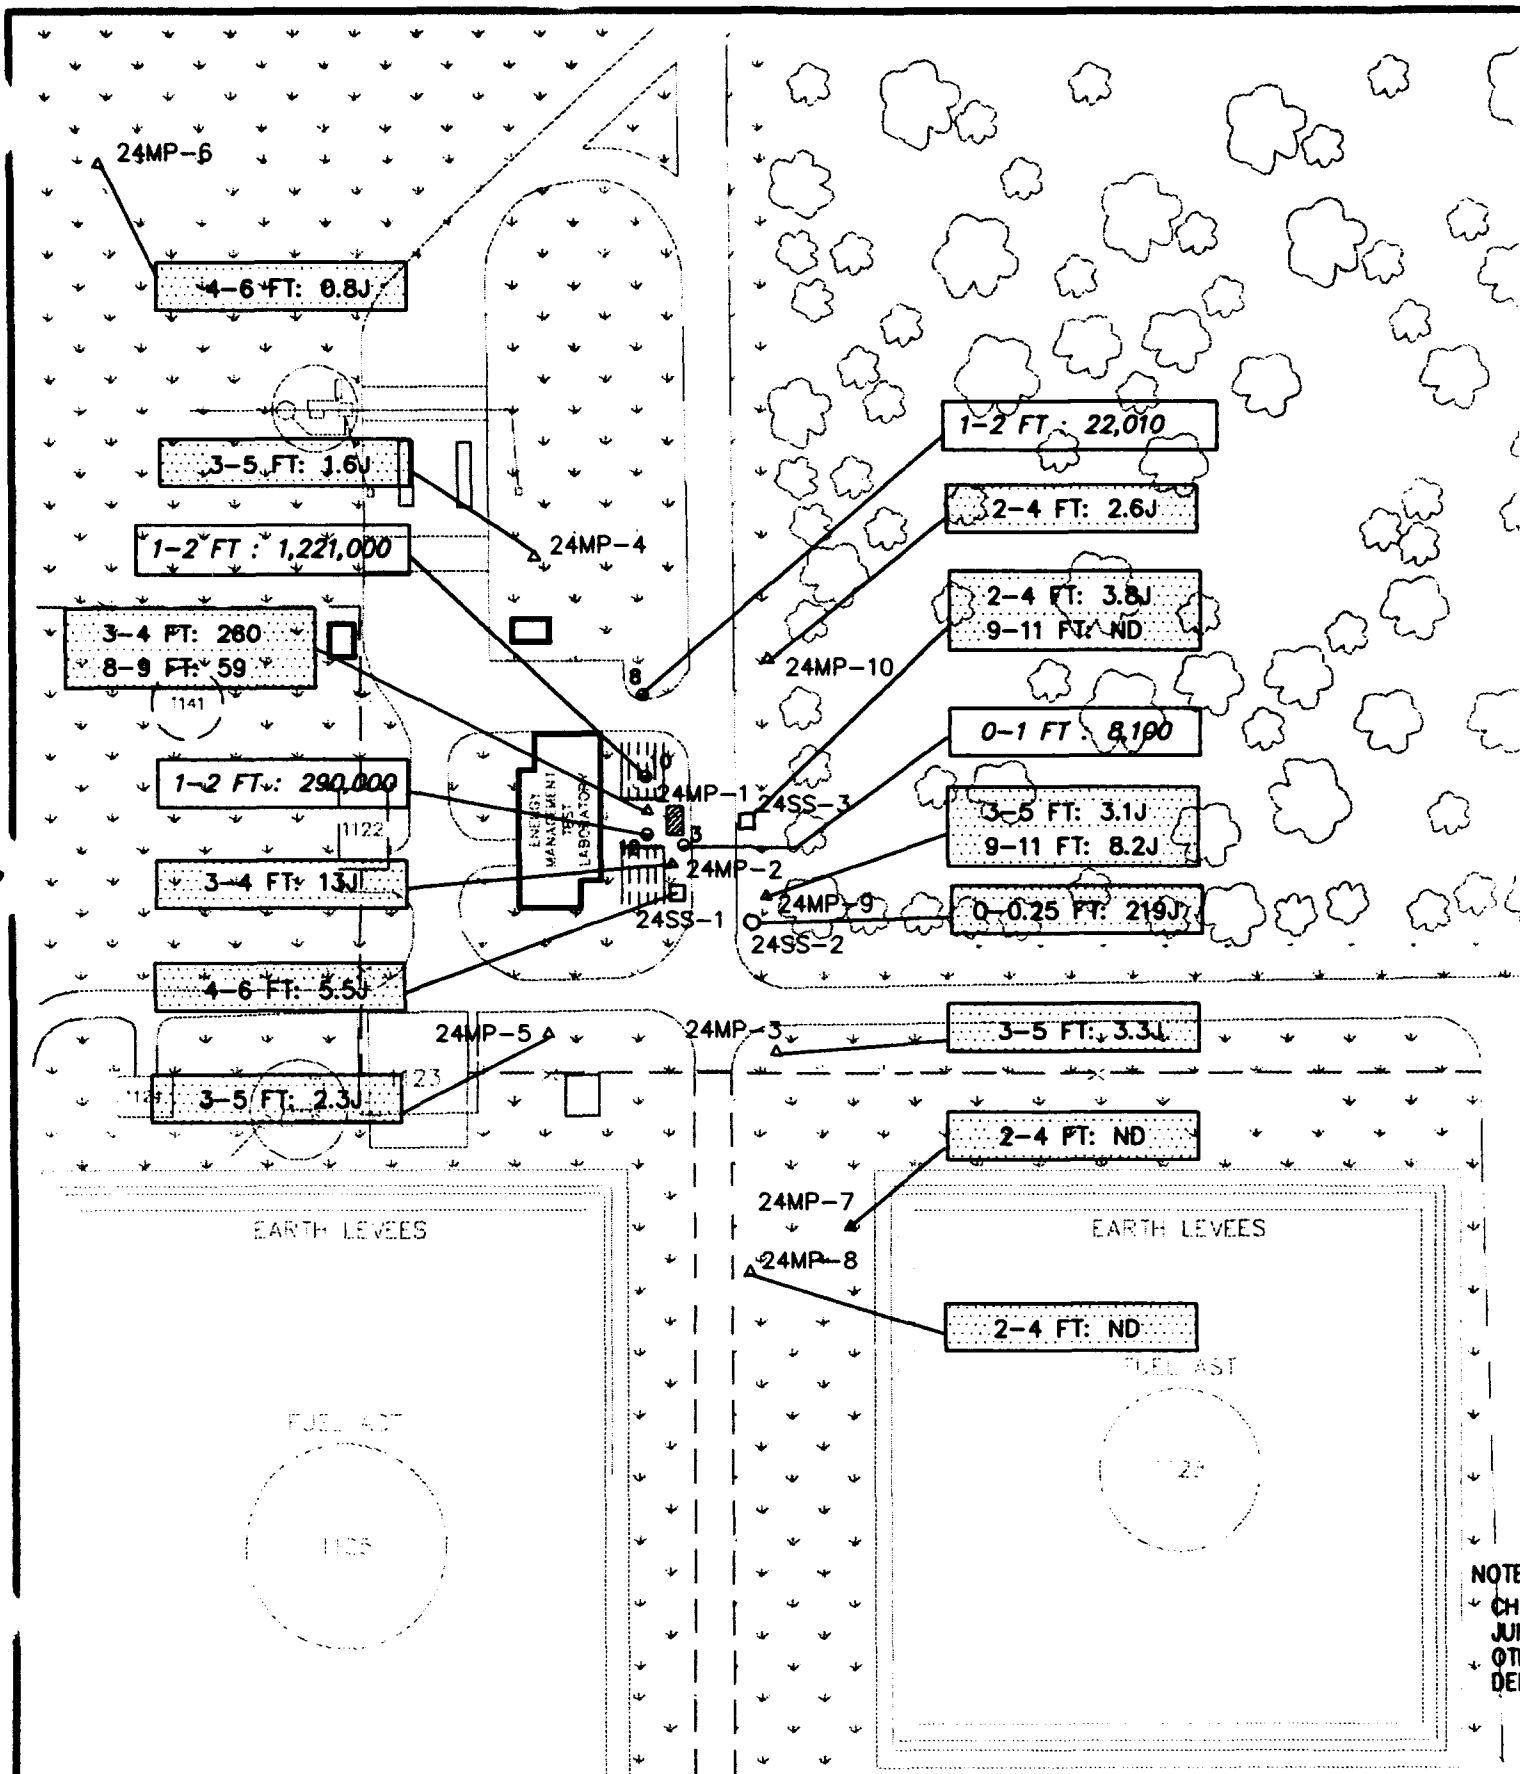 24MP-6
4-6 FT: 0.8J
1-2 FT : 22,010
3-5 FT: 1.6J
2-4 FT: 2.6J
1-2 FT : 1,221,000
24MP-4
2-4 FT: 3.8J
9-11 FT: ND
3-4 FT: 260
8-9 FT: 59
24MP-10
8
1141
0-1 FT : 8,100
1-2 FT : 290,000
24MP-1
24SS-3
ENERGY
MANAGEMENT
TEST
LABORATORY
3-5 FT: 3.1J
9-11 FT: 8.2J
1122
3
3-4 FT: 13J
24MP-2
24MP-9
0-0.25 FT: 219J
24SS-1
24SS-2
4-6 FT: 5.5J
24MP-5
24MP-3
3-5 FT: 3.3J
3-5 FT: 2.3J
2-4 FT: ND
24MP-7
EARTH LEVEES
EARTH LEVEES
24MP-8
2-4 FT: ND
FUEL AST
FUEL AST
NOTE